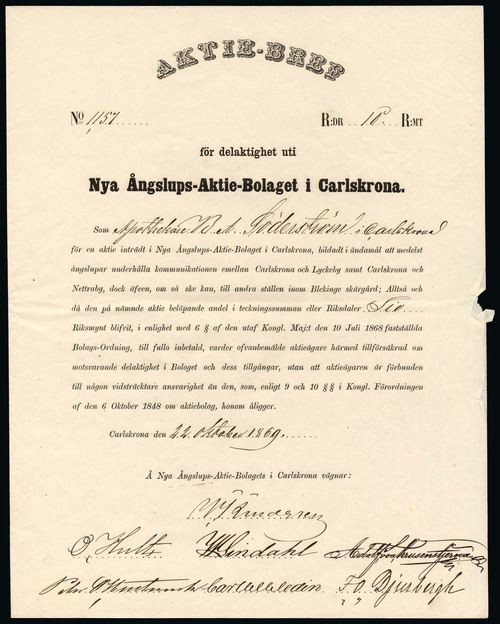 AKTIE-BREF
No 1157 R:DR 10 R:MT
för delaktighet uti
Nya Ångslups-Aktie-Bolaget i Carlskrona.
Som Apothekare B. M. Söderström i Carlskrona
för en aktie inträdt i Nya Ångslups-Aktie-Bolaget i Carlskrona, bildadt i ändamål att medelst
ångslupar underhålla kommunikationen emellan Carlskrona och Lyckeby samt Carlskrona och
Nettraby, dock äfven, om så ske kan, till andra ställen inom Blekinge skärgård; Alltså och
då den på nämnde aktie belöpande andel i teckningssumman eller Riksdaler Tio
Riksmynt blifvit, i enlighet med 6 § af den utaf Kongl. Majzt den 10 Juli 1868 fastställda
Bolags-Ordning, till fullo inbetald, varder ofvanbemälde aktieägare härmed tillförsäkrad om
motsvarande delaktighet i Bologet och dess tillgångar, utan att aktieägaren är förbunden
till någon vidsträcktare ansvarighet än den, som, enligt 9 och 10 §§ i Kongl. Förordningen
af den 6 Oktober 1848 om aktiebolag, honom åligger.
Carlskrona den 22 Oktober 1869.
Å Nya Ångslups-Aktie-Bolagets i Carlskrona vägnar:
O, Hult Lindahl
F. O. Djurbergh